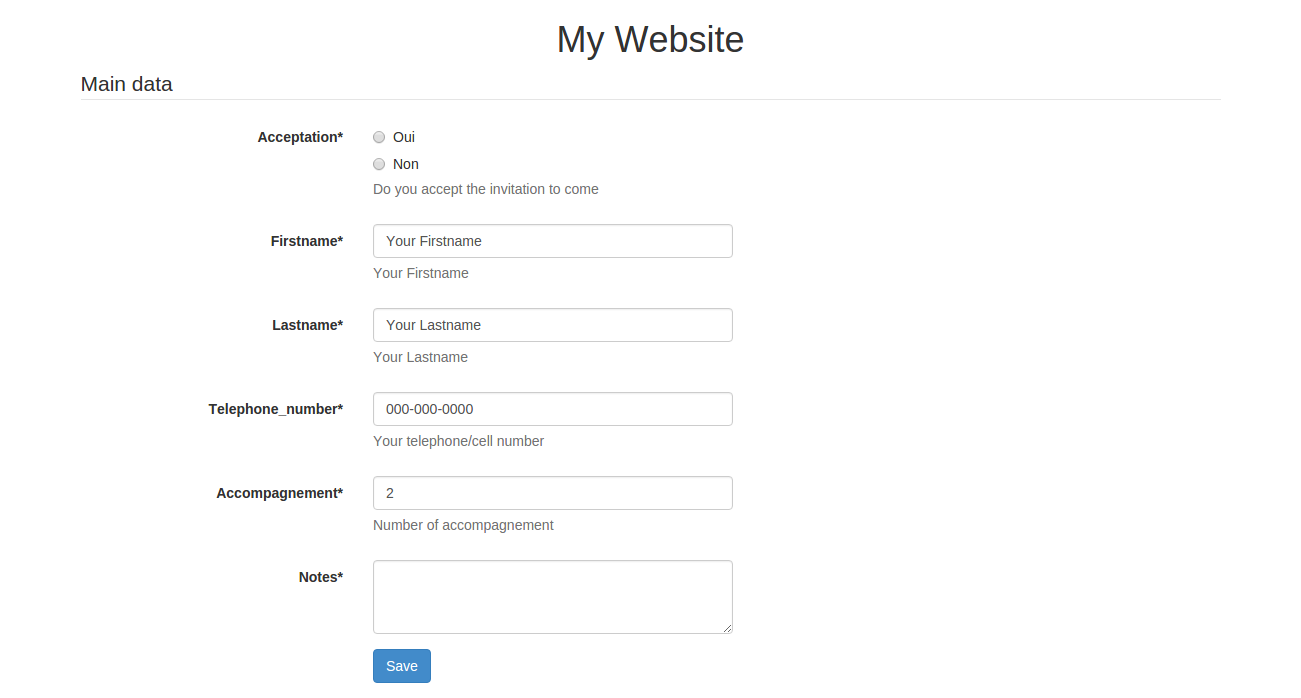 My Website
Main data
Acceptation*
Oui
Non
Do you accept the invitation to come
Firstname*
Your Firstname
Your Firstname
Lastname*
Your Lastname
Your Lastname
Telephone_number*
000-000-0000
Your telephone/cell number
Accompagnement*
2
Number of accompagnement
Notes*
Save